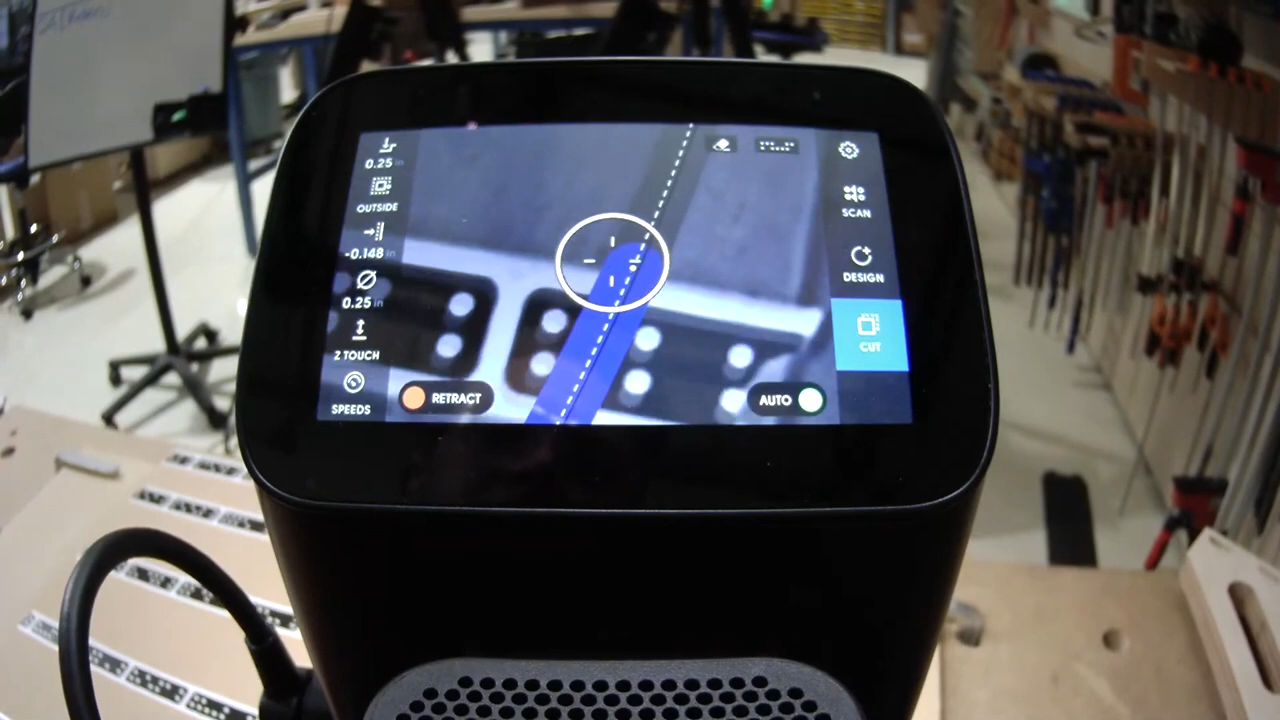 0.25 in
OUTSIDE
-0.148 in
0.25 in
Z TOUCH
SPEEDS
RETRACT
AUTO
SCAN
DESIGN
CUT